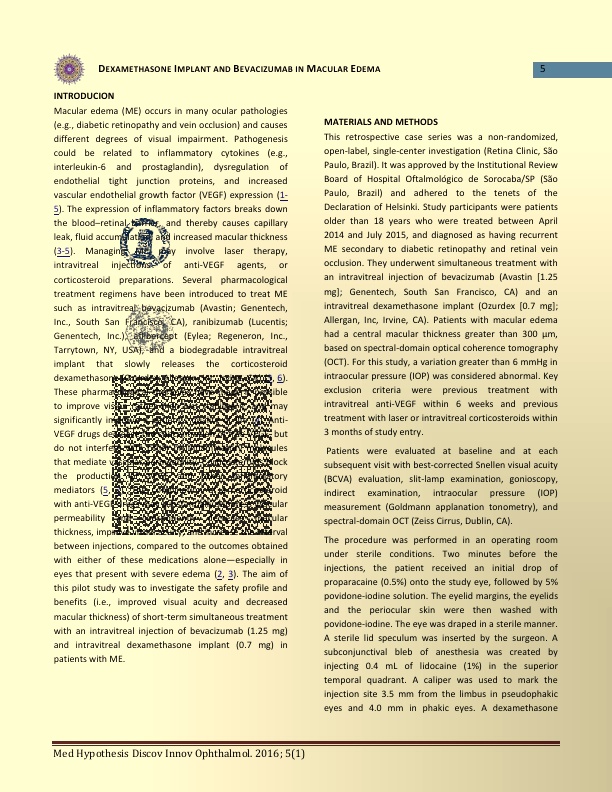 DEXAMETHASONE IMPLANT AND BEVACIZUMAB IN MACULAR EDEMA
5
INTRODUCION
Macular edema (ME) occurs in many ocular pathologies
(e.g., diabetic retinopathy and vein occlusion) and causes
different degrees of visual impairment. Pathogenesis
could be related to inflammatory cytokines (e.g.,
interleukin-6 and prostaglandin), dysregulation of
endothelial tight junction proteins, and increased
vascular endothelial growth factor (VEGF) expression (1-
5). The expression of inflammatory factors breaks down
the blood–retinal barrier, and thereby causes capillary
leak, fluid accumulation, and increased macular thickness
(3-5). Managing ME may involve laser therapy,
intravitreal injections of anti-VEGF agents, or
corticosteroid preparations. Several pharmacological
treatment regimens have been introduced to treat ME
such as intravitreal bevacizumab (Avastin; Genentech,
Inc., South San Francisco, CA), ranibizumab (Lucentis;
Genentech, Inc.), aflibercept (Eylea; Regeneron, Inc.,
Tarrytown, NY, USA), and a biodegradable intravitreal
implant that slowly releases the corticosteroid
dexamethasone 6).
These pharma
to improve vis may
significantly i anti-
VEGF drugs de but
do not interf
that mediate v
the produc
mediators (5,
with anti-VEG
permeability
thickness, imp
between injections, compared to the outcomes obtained
with either of these medications alone—especially in
eyes that present with severe edema (2, 3). The aim of
this pilot study was to investigate the safety profile and
benefits (i.e., improved visual acuity and decreased
macular thickness) of short-term simultaneous treatment
with an intravitreal injection of bevacizumab (1.25 mg)
and intravitreal dexamethasone implant (0.7 mg) in
patients with ME.
MATERIALS AND METHODS
This retrospective case series was a non-randomized,
open-label, single-center investigation (Retina Clinic, São
Paulo, Brazil). It was approved by the Institutional Review
Board of Hospital Oftalmológico de Sorocaba/SP (São
Paulo, Brazil) and adhered to the tenets of the
Declaration of Helsinki. Study participants were patients
older than 18 years who were treated between April
2014 and July 2015, and diagnosed as having recurrent
ME secondary to diabetic retinopathy and retinal vein
occlusion. They underwent simultaneous treatment with
an intravitreal injection of bevacizumab (Avastin [1.25
mg]; Genentech, South San Francisco, CA) and an
intravitreal dexamethasone implant (Ozurdex [0.7 mg];
Allergan, Inc, Irvine, CA). Patients with macular edema
had a central macular thickness greater than 300 µm,
based on spectral-domain optical coherence tomography
(OCT). For this study, a variation greater than 6 mmHg in
intraocular pressure (IOP) was considered abnormal. Key
exclusion criteria were previous treatment with
intravitreal anti-VEGF within 6 weeks and previous
treatment with laser or intravitreal corticosteroids within
3 months of study entry.
Patients were evaluated at baseline and at each
subsequent visit with best-corrected Snellen visual acuity
(BCVA) evaluation, slit-lamp examination, gonioscopy,
indirect examination, intraocular pressure (IOP)
measurement (Goldmann applanation tonometry), and
spectral-domain OCT (Zeiss Cirrus, Dublin, CA).
The procedure was performed in an operating room
under sterile conditions. Two minutes before the
injections, the patient received an initial drop of
proparacaine (0.5%) onto the study eye, followed by 5%
povidone-iodine solution. The eyelid margins, the eyelids
and the periocular skin were then washed with
povidone-iodine. The eye was draped in a sterile manner.
A sterile lid speculum was inserted by the surgeon. A
subconjunctival bleb of anesthesia was created by
injecting 0.4 mL of lidocaine (1%) in the superior
temporal quadrant. A caliper was used to mark the
injection site 3.5 mm from the limbus in pseudophakic
eyes and 4.0 mm in phakic eyes. A dexamethasone
Med Hypothesis Discov Innov Ophthalmol. 2016; 5(1)